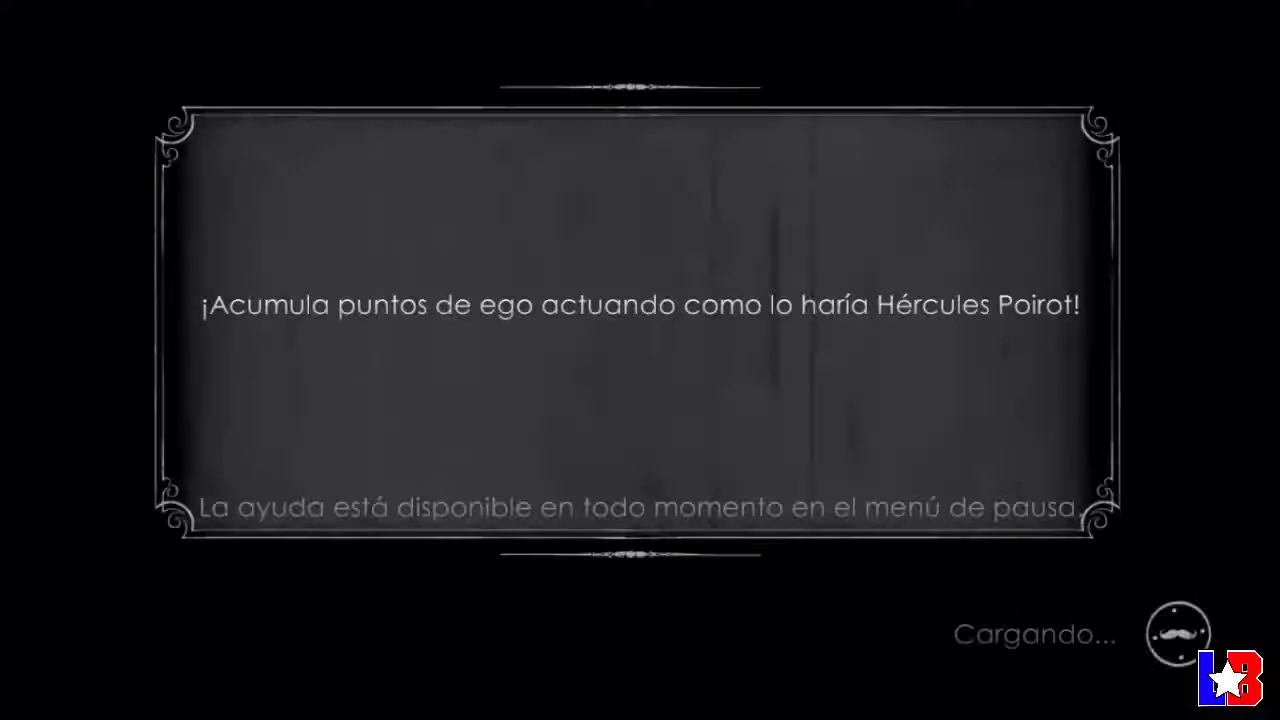 ¡Acumula puntos de ego actuando como lo haría Hércules Poirot!
La ayuda está disponible en todo momento en el menú de pausa.
Cargando...
LB